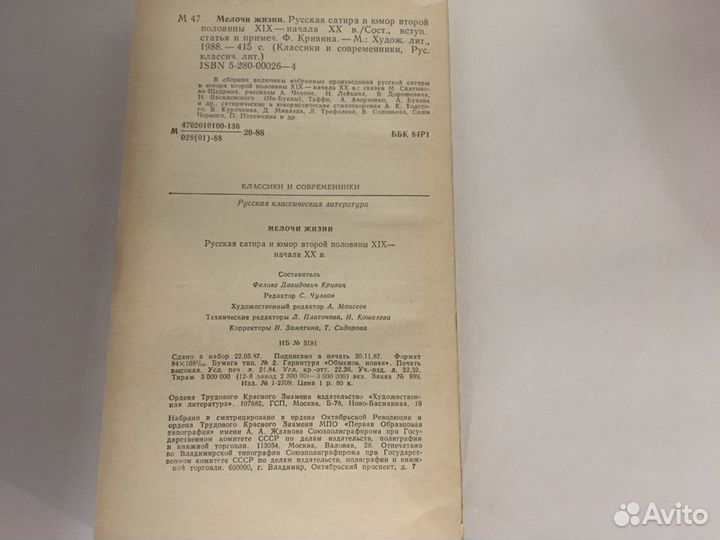 М 47 Мелочи жизни. Русская сатира и юмор второй
половины XIX — начала XX в./Сост., вступ.
статья и примеч. Ф. Кривина. — М.: Худож. лит.,
1988. — 415 с. (Классики и современники, Рус.
классич. лит.)
ISBN 5-280-00026-4
В сборник включены избранные произведения русской сатиры
и юмора второй половины XIX — начала XX в.: сказки М. Салтыко-
ва-Щедрина, рассказы А. Чехова, Н. Лейкина, В. Дорошевича,
И. Василевского (Не-Буквы), Тэффи, А. Аверченко, А. Бухова
и др., сатирические и юмористические стихотворения А. К. Толсто-
го, В. Курочкина, Д. Минаева, Л. Трефолева, В. Соловьева, Саши
Черного, П. Потемкина и др.
М 4702010100-136 / 028(01)-88 20-88 ББК 84Р1
КЛАССИКИ И СОВРЕМЕННИКИ
Русская классическая литература
МЕЛОЧИ ЖИЗНИ
Русская сатира и юмор второй половины XIX—
начала XX в.
Составитель
Феликс Давидович Кривин
Редактор С. Чулков
Художественный редактор А. Моисеев
Технические редакторы Л. Платонова, Н. Кошелева
Корректоры Н. Замятина, Т. Сидорова
ИБ № 5181
Сдано в набор 22.05.87. Подписано в печать 20.11.87. Формат
84×108 1/32. Бумага тип. № 2. Гарнитура «Обыкнов. новая». Печать
высокая. Усл. печ. л. 21,84. Усл. кр.-отт. 22,26. Уч.-изд. л. 22,32.
Тираж 3 000 000 (12-й завод 2 800 001—3 000 000) экз. Заказ № 999.
Изд. № I-2709. Цена 1 р. 80 к.
Ордена Трудового Красного Знамени издательство «Художествен-
ная литература». 107882, ГСП, Москва, Б-78, Ново-Басманная, 19
Набрано и сматрицировано в ордена Октябрьской Революции и
ордена Трудового Красного Знамени МПО «Первая Образцовая
типография» имени А. А. Жданова Союзполиграфпрома при Госу-
дарственном комитете СССР по делам издательств, полиграфии
и книжной торговли. 113054, Москва, Валовая, 28. Отпечатано
во Владимирской типографии Союзполиграфпрома при Государ-
ственном комитете СССР по делам издательств, полиграфии и книж-
ной торговли. 600000, г. Владимир, Октябрьский проспект, д. 7
Avito